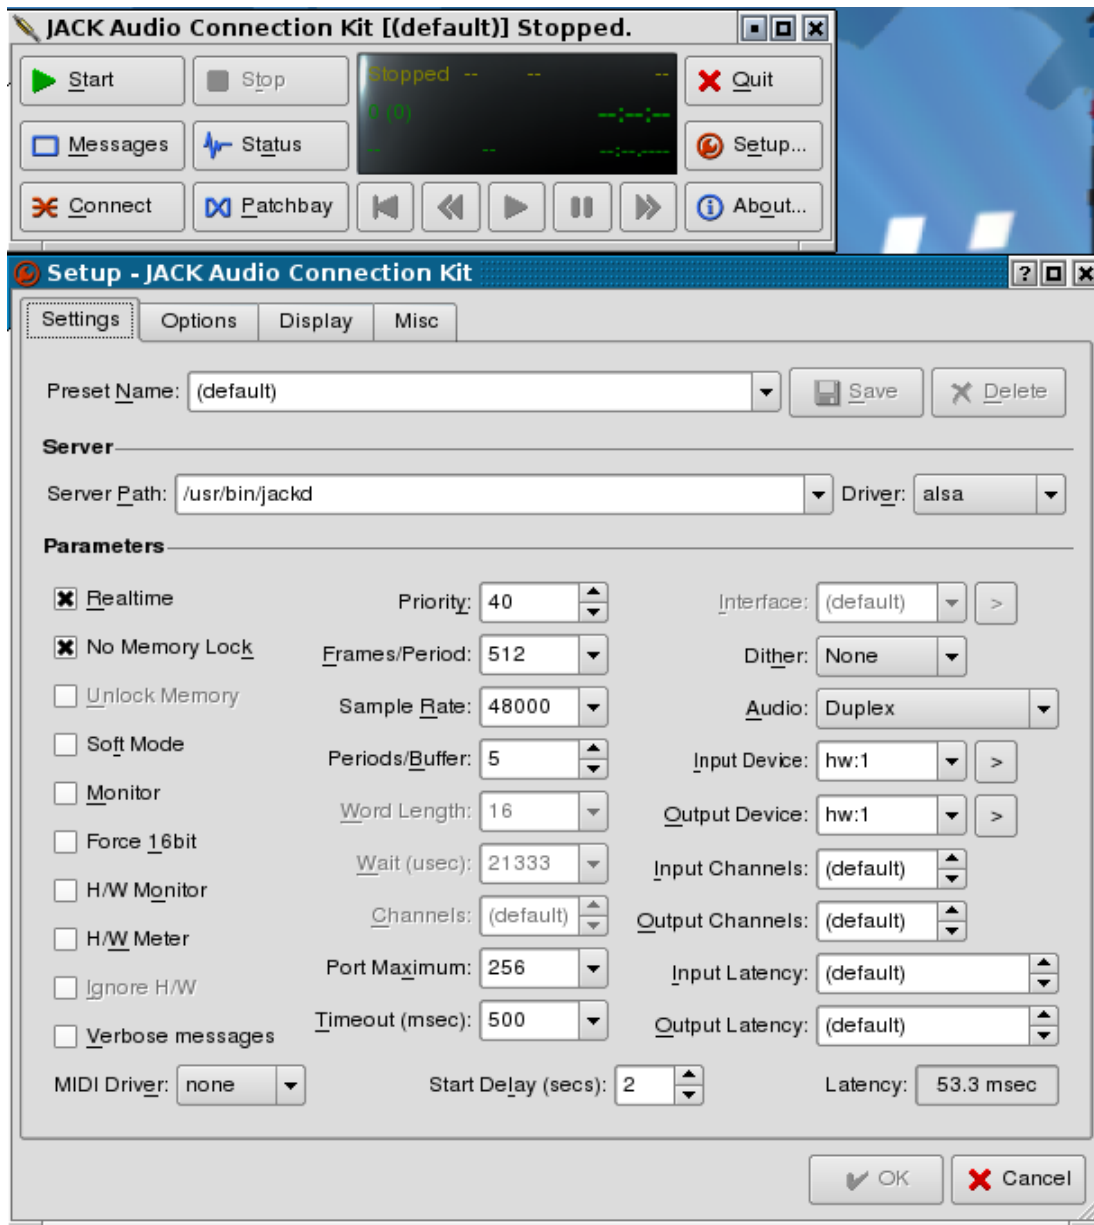 JACK Audio Connection Kit [(default)] Stopped.
Start
Stop
Stopped -- -- --
0 (0) --:--:--
-- -- --:--.----
Quit
Messages
Status
Setup...
Connect
Patchbay
About...
Setup - JACK Audio Connection Kit
Settings Options Display Misc
Preset Name: (default) Save Delete
Server
Server Path: /usr/bin/jackd Driver: alsa
Parameters
Realtime Priority: 40 Interface: (default) >
No Memory Lock Frames/Period: 512 Dither: None
Unlock Memory Sample Rate: 48000 Audio: Duplex
Soft Mode Periods/Buffer: 5 Input Device: hw:1 >
Monitor Word Length: 16 Output Device: hw:1 >
Force 16bit Wait (usec): 21333 Input Channels: (default)
H/W Monitor Channels: (default) Output Channels: (default)
H/W Meter Port Maximum: 256 Input Latency: (default)
Ignore H/W Timeout (msec): 500 Output Latency: (default)
Verbose messages
MIDI Driver: none Start Delay (secs): 2 Latency: 53.3 msec
OK Cancel